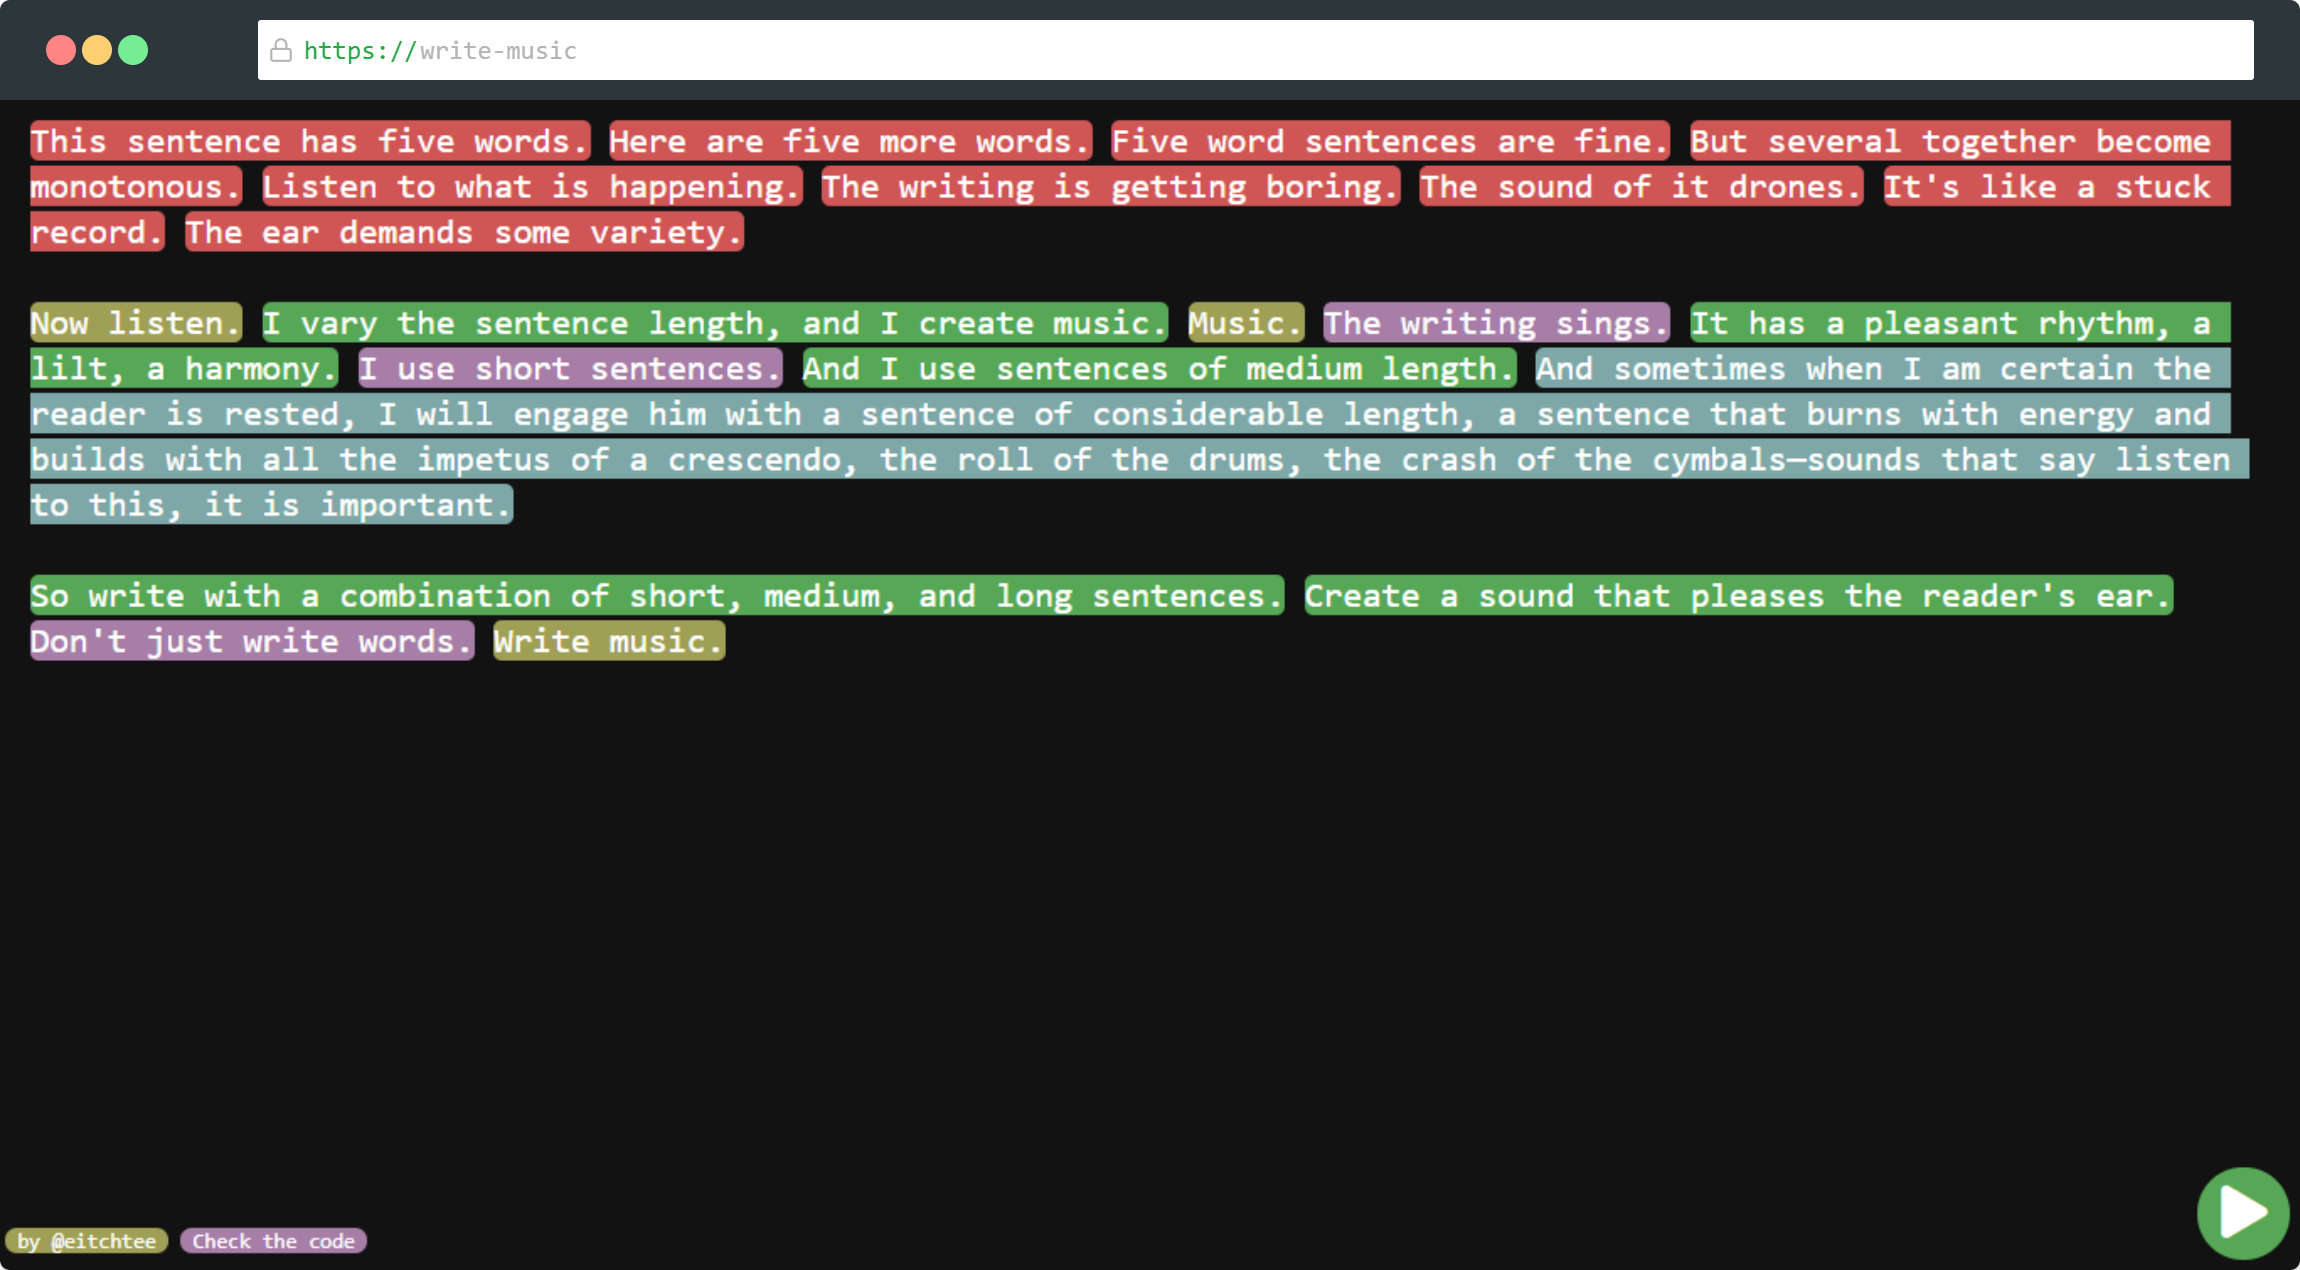 https://write-music
This sentence has five words. Here are five more words. Five word sentences are fine. But several together become
monotonous. Listen to what is happening. The writing is getting boring. The sound of it drones. It's like a stuck
record. The ear demands some variety.
Now listen. I vary the sentence length, and I create music. Music. The writing sings. It has a pleasant rhythm, a
lilt, a harmony. I use short sentences. And I use sentences of medium length. And sometimes when I am certain the
reader is rested, I will engage him with a sentence of considerable length, a sentence that burns with energy and
builds with all the impetus of a crescendo, the roll of the drums, the crash of the cymbals—sounds that say listen
to this, it is important.
So write with a combination of short, medium, and long sentences. Create a sound that pleases the reader's ear.
Don't just write words. Write music.
by @eitchtee Check the code